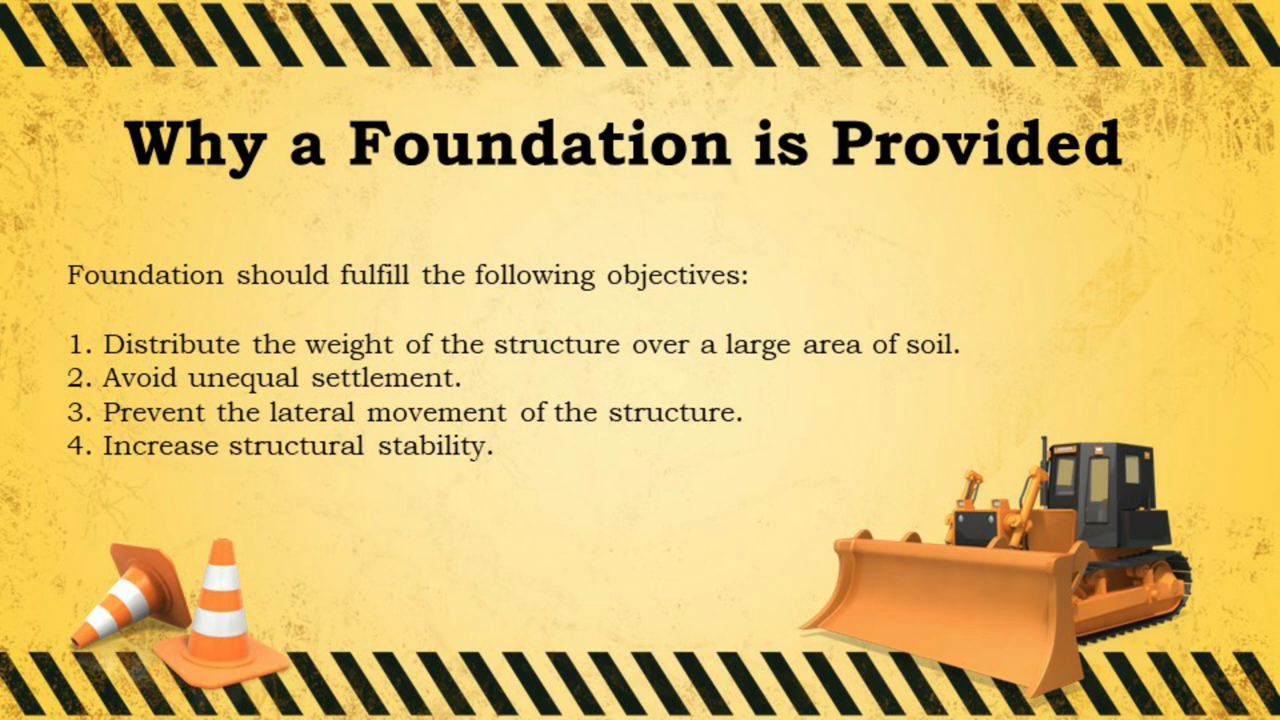 Why a Foundation is Provided
Foundation should fulfill the following objectives:
1. Distribute the weight of the structure over a large area of soil.
2. Avoid unequal settlement.
3. Prevent the lateral movement of the structure.
4. Increase structural stability.